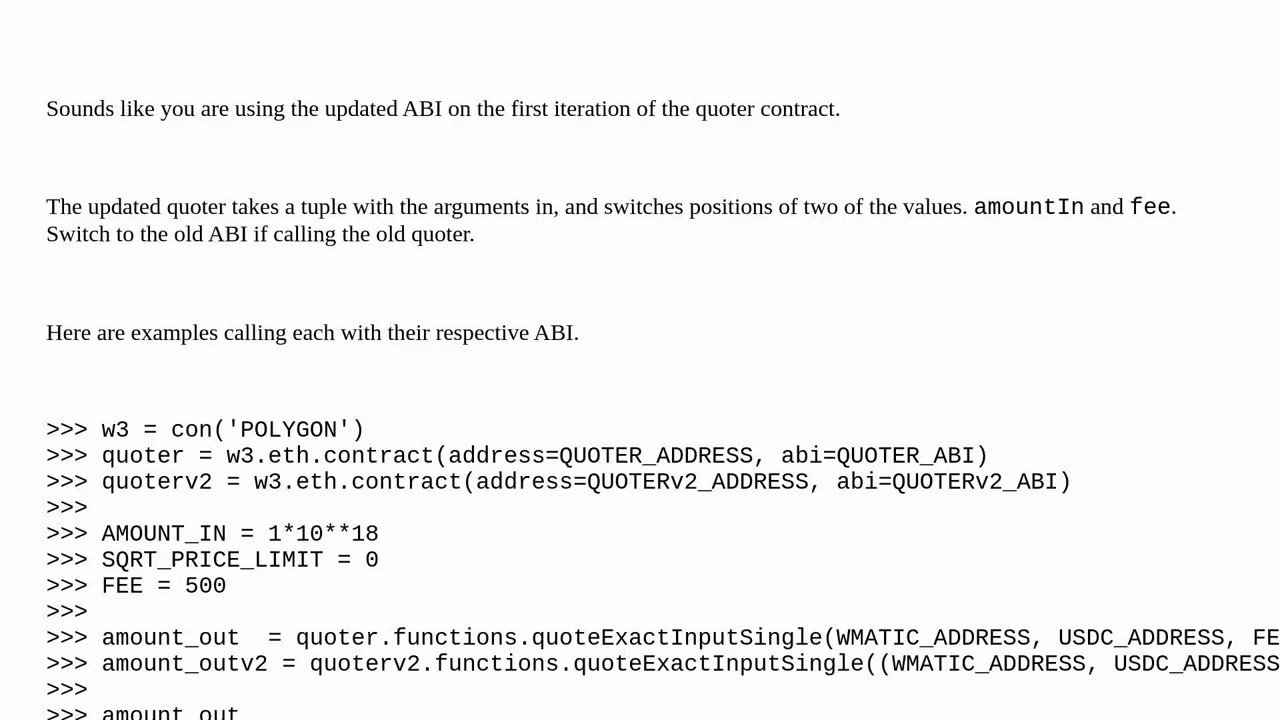 Sounds like you are using the updated ABI on the first iteration of the quoter contract.
The updated quoter takes a tuple with the arguments in, and switches positions of two of the values. amountIn and fee.
Switch to the old ABI if calling the old quoter.
Here are examples calling each with their respective ABI.
>>> w3 = con('POLYGON')
>>> quoter = w3.eth.contract(address=QUOTER_ADDRESS, abi=QUOTER_ABI)
>>> quoterv2 = w3.eth.contract(address=QUOTERv2_ADDRESS, abi=QUOTERv2_ABI)
>>>
>>> AMOUNT_IN = 1*10**18
>>> SQRT_PRICE_LIMIT = 0
>>> FEE = 500
>>>
>>> amount_out  = quoter.functions.quoteExactInputSingle(WMATIC_ADDRESS, USDC_ADDRESS, FE
>>> amount_outv2 = quoterv2.functions.quoteExactInputSingle((WMATIC_ADDRESS, USDC_ADDRESS
>>>
>>> amount_out